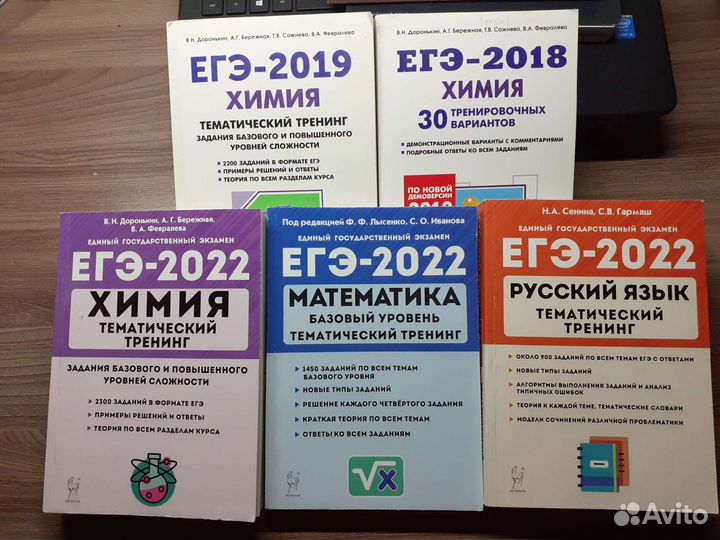 В.Н. Доронькин, А.Г. Бережная, Т.В. Сажнева, В.А. Февралева
ЕГЭ-2019
ХИМИЯ
ТЕМАТИЧЕСКИЙ ТРЕНИНГ
ЗАДАНИЯ БАЗОВОГО И ПОВЫШЕННОГО
УРОВНЕЙ СЛОЖНОСТИ
2200 ЗАДАНИЙ В ФОРМАТЕ ЕГЭ
ПРИМЕРЫ РЕШЕНИЙ И ОТВЕТЫ
ТЕОРИЯ ПО ВСЕМ РАЗДЕЛАМ КУРСА
В.Н. Доронькин, А.Г. Бережная, Т.В. Сажнева, В.А. Февралева
ЕГЭ-2018
ХИМИЯ
30 ТРЕНИРОВОЧНЫХ
ВАРИАНТОВ
ДЕМОНСТРАЦИОННЫЕ ВАРИАНТЫ С КОММЕНТАРИЯМИ
ПОДРОБНЫЕ ОТВЕТЫ КО ВСЕМ ЗАДАНИЯМ
ПО НОВОЙ
ДЕМОВЕРСИИ
В. Н. Доронькин, А. Г. Бережная,
В. А. Февралева
ЕДИНЫЙ ГОСУДАРСТВЕННЫЙ ЭКЗАМЕН
ЕГЭ-2022
ХИМИЯ
ТЕМАТИЧЕСКИЙ
ТРЕНИНГ
ЗАДАНИЯ БАЗОВОГО И ПОВЫШЕННОГО
УРОВНЕЙ СЛОЖНОСТИ
2300 ЗАДАНИЙ В ФОРМАТЕ ЕГЭ
ПРИМЕРЫ РЕШЕНИЙ И ОТВЕТЫ
ТЕОРИЯ ПО ВСЕМ РАЗДЕЛАМ КУРСА
Под редакцией Ф. Ф. Лысенко, С. О. Иванова
ЕДИНЫЙ ГОСУДАРСТВЕННЫЙ ЭКЗАМЕН
ЕГЭ-2022
МАТЕМАТИКА
БАЗОВЫЙ УРОВЕНЬ
ТЕМАТИЧЕСКИЙ ТРЕНИНГ
1450 ЗАДАНИЙ ПО ВСЕМ ТЕМАМ
БАЗОВОГО УРОВНЯ
НОВЫЕ ТИПЫ ЗАДАНИЙ
РЕШЕНИЕ КАЖДОГО ЧЕТВЁРТОГО ЗАДАНИЯ
КРАТКАЯ ТЕОРИЯ ПО ВСЕМ ТЕМАМ
ОТВЕТЫ КО ВСЕМ ЗАДАНИЯМ
√x
Н.А. Сенина, С.В. Гармаш
ЕДИНЫЙ ГОСУДАРСТВЕННЫЙ ЭКЗАМЕН
ЕГЭ-2022
РУССКИЙ ЯЗЫК
ТЕМАТИЧЕСКИЙ
ТРЕНИНГ
ОКОЛО 900 ЗАДАНИЙ ПО ВСЕМ ТЕМАМ ЕГЭ С ОТВЕТАМИ
НОВЫЕ ТИПЫ ЗАДАНИЙ
АЛГОРИТМЫ ВЫПОЛНЕНИЯ ЗАДАНИЙ И АНАЛИЗ
ТИПИЧНЫХ ОШИБОК
ТЕОРИЯ К КАЖДОЙ ТЕМЕ, ТЕМАТИЧЕСКИЕ СЛОВАРИ
МОДЕЛИ СОЧИНЕНИЙ РАЗЛИЧНОЙ ПРОБЛЕМАТИКИ
Avito